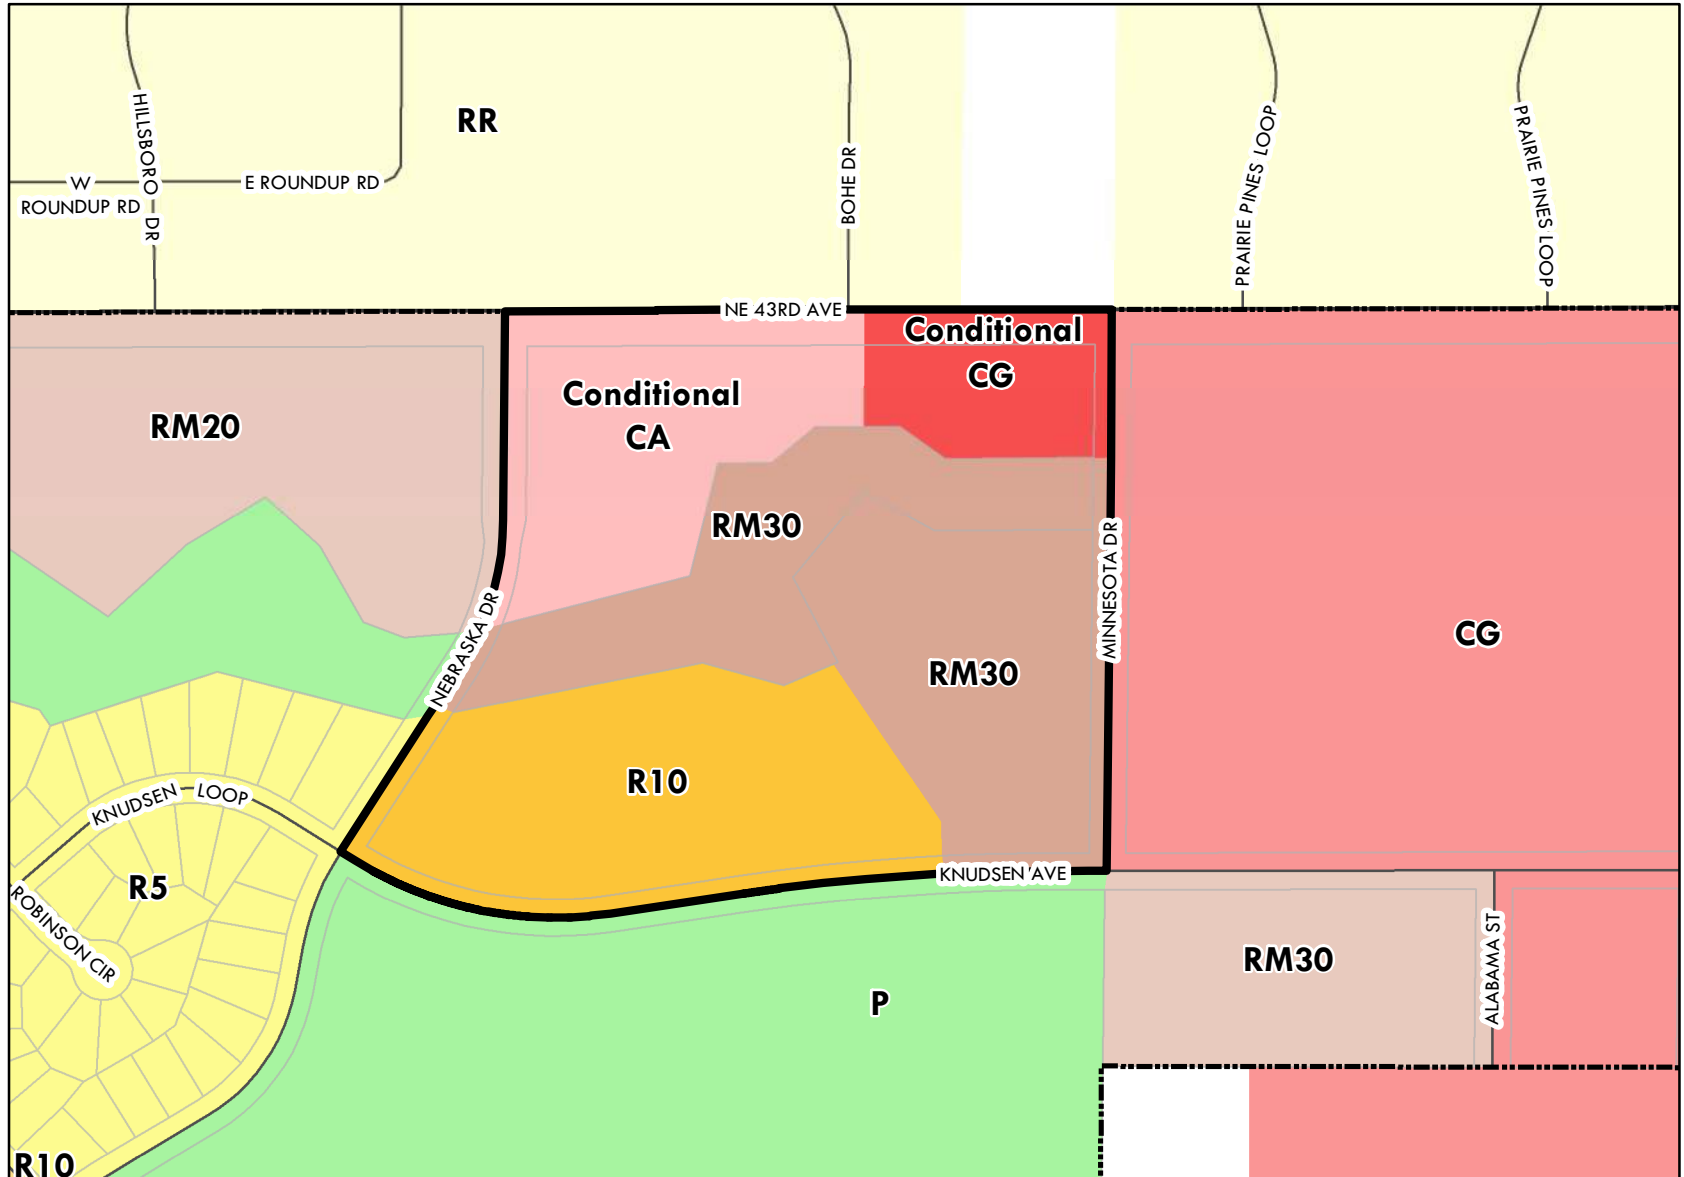 HILLSBORO DR
RR
W
ROUNDUP RD
E ROUNDUP RD
BOHE DR
PRAIRIE PINES LOOP
PRAIRIE PINES LOOP
NE 43RD AVE
Conditional
CG
Conditional
CA
RM20
RM30
MINNESOTA DR
NEBRASKA DR
CG
RM30
R10
KNUDSEN LOOP
R5
KNUDSEN AVE
ROBINSON CIR
RM30
ALABAMA ST
P
R10